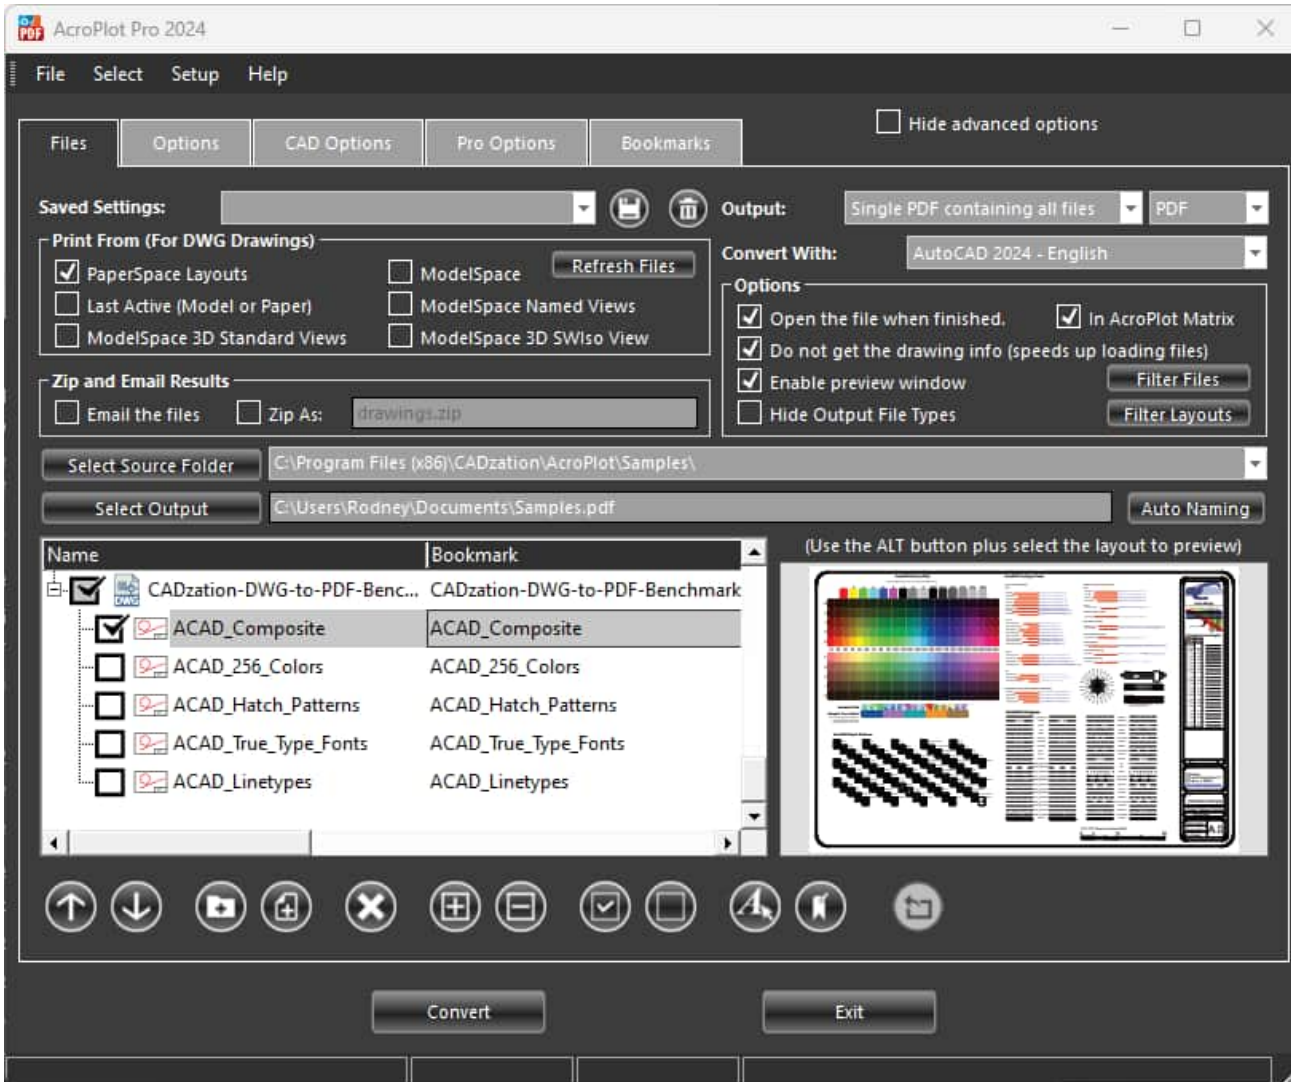 AcroPlot Pro 2024
File Select Setup Help
Hide advanced options
Files Options CAD Options Pro Options Bookmarks
Saved Settings:
Output: Single PDF containing all files PDF
Print From (For DWG Drawings)
Convert With: AutoCAD 2024 - English
PaperSpace Layouts ModelSpace Refresh Files
Last Active (Model or Paper) ModelSpace Named Views
ModelSpace 3D Standard Views ModelSpace 3D SWIso View
Options
Open the file when finished. In AcroPlot Matrix
Do not get the drawing info (speeds up loading files)
Enable preview window Filter Files
Hide Output File Types Filter Layouts
Zip and Email Results
Email the files Zip As: drawings.zip
Select Source Folder C:\Program Files (x86)\CADzation\AcroPlot\Samples\
Select Output C:\Users\Rodney\Documents\Samples.pdf Auto Naming
Name Bookmark
(Use the ALT button plus select the layout to preview)
CADzation-DWG-to-PDF-Benc... CADzation-DWG-to-PDF-Benchmark
ACAD_Composite ACAD_Composite
ACAD_256_Colors ACAD_256_Colors
ACAD_Hatch_Patterns ACAD_Hatch_Patterns
ACAD_True_Type_Fonts ACAD_True_Type_Fonts
ACAD_Linetypes ACAD_Linetypes
Convert Exit